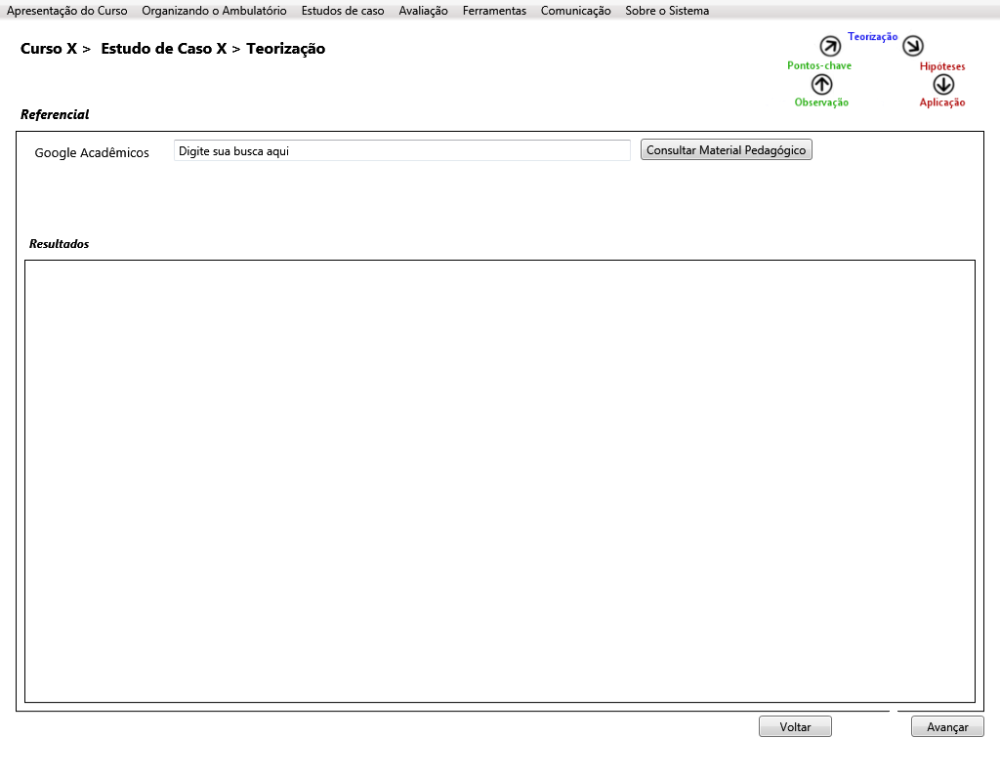 Apresentação do Curso Organizando o Ambulatório Estudos de caso Avaliação Ferramentas Comunicação Sobre o Sistema
Curso X > Estudo de Caso X > Teorização
Teorização
Pontos-chave
Hipóteses
Observação
Aplicação
Referencial
Google Acadêmicos Digite sua busca aqui Consultar Material Pedagógico
Resultados
Voltar Avançar